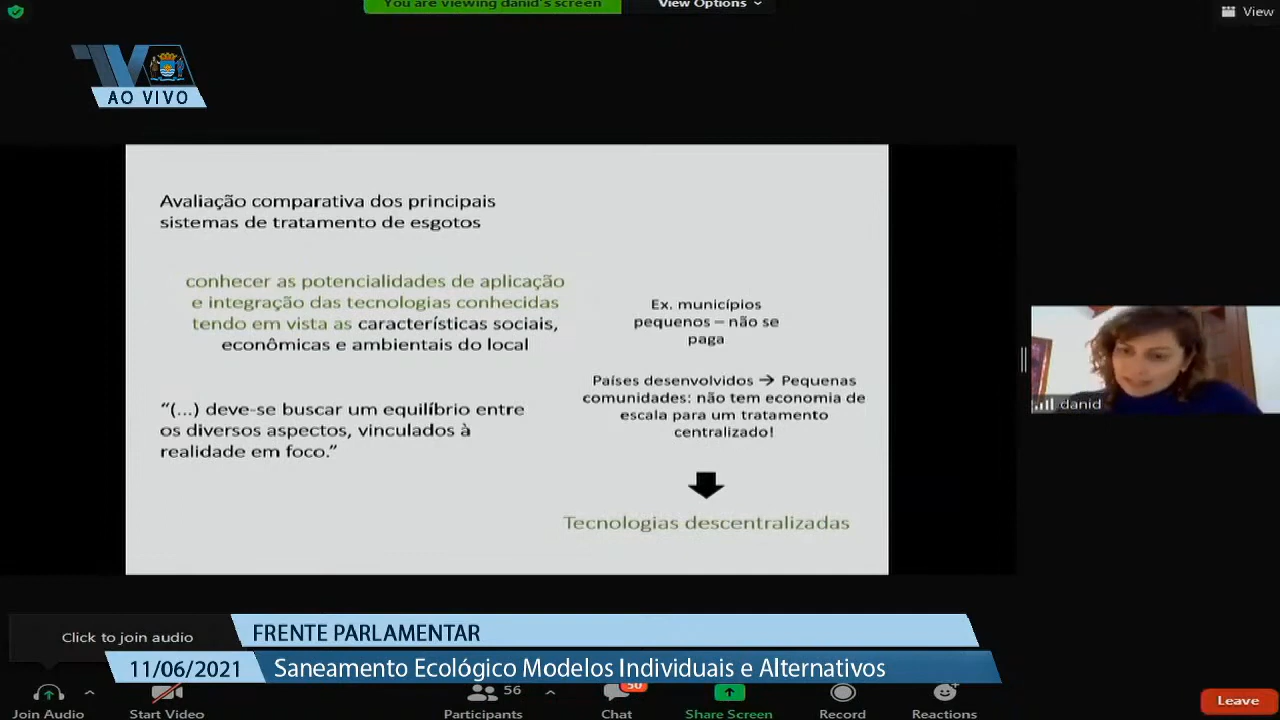 You are viewing danid's screen
View Options
View
TV
AO VIVO
Avaliação comparativa dos principais
sistemas de tratamento de esgotos
conhecer as potencialidades de aplicação
e integração das tecnologias conhecidas
tendo em vista as características sociais,
econômicas e ambientais do local
"(...) deve-se buscar um equilíbrio entre
os diversos aspectos, vinculados à
realidade em foco."
Ex. municípios
pequenos – não se
paga
Países desenvolvidos → Pequenas
comunidades: não tem economia de
escala para um tratamento
centralizado!
Tecnologias descentralizadas
danid
Click to join audio
FRENTE PARLAMENTAR
11/06/2021
Saneamento Ecológico Modelos Individuais e Alternativos
Join Audio
Start Video
56
Participants
50
Chat
Share Screen
Record
Reactions
Leave